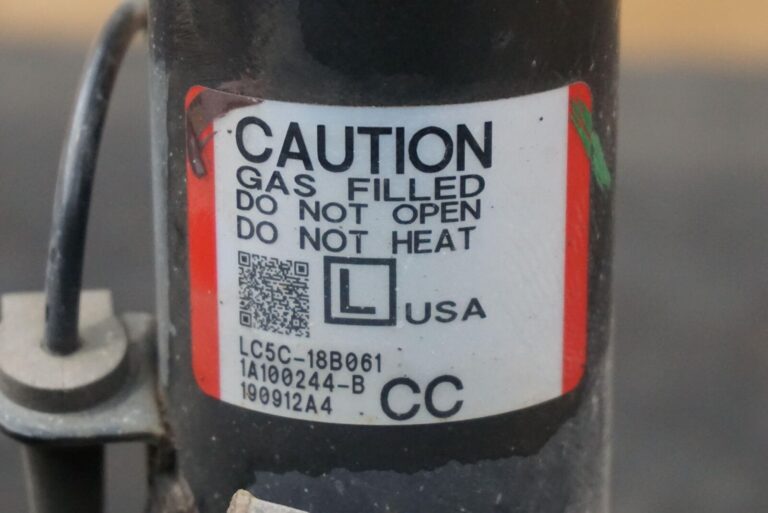 CAUTION
GAS FILLED
DO NOT OPEN
DO NOT HEAT
L USA
LC5C-18B061
1A100244-B
190912A4 CC